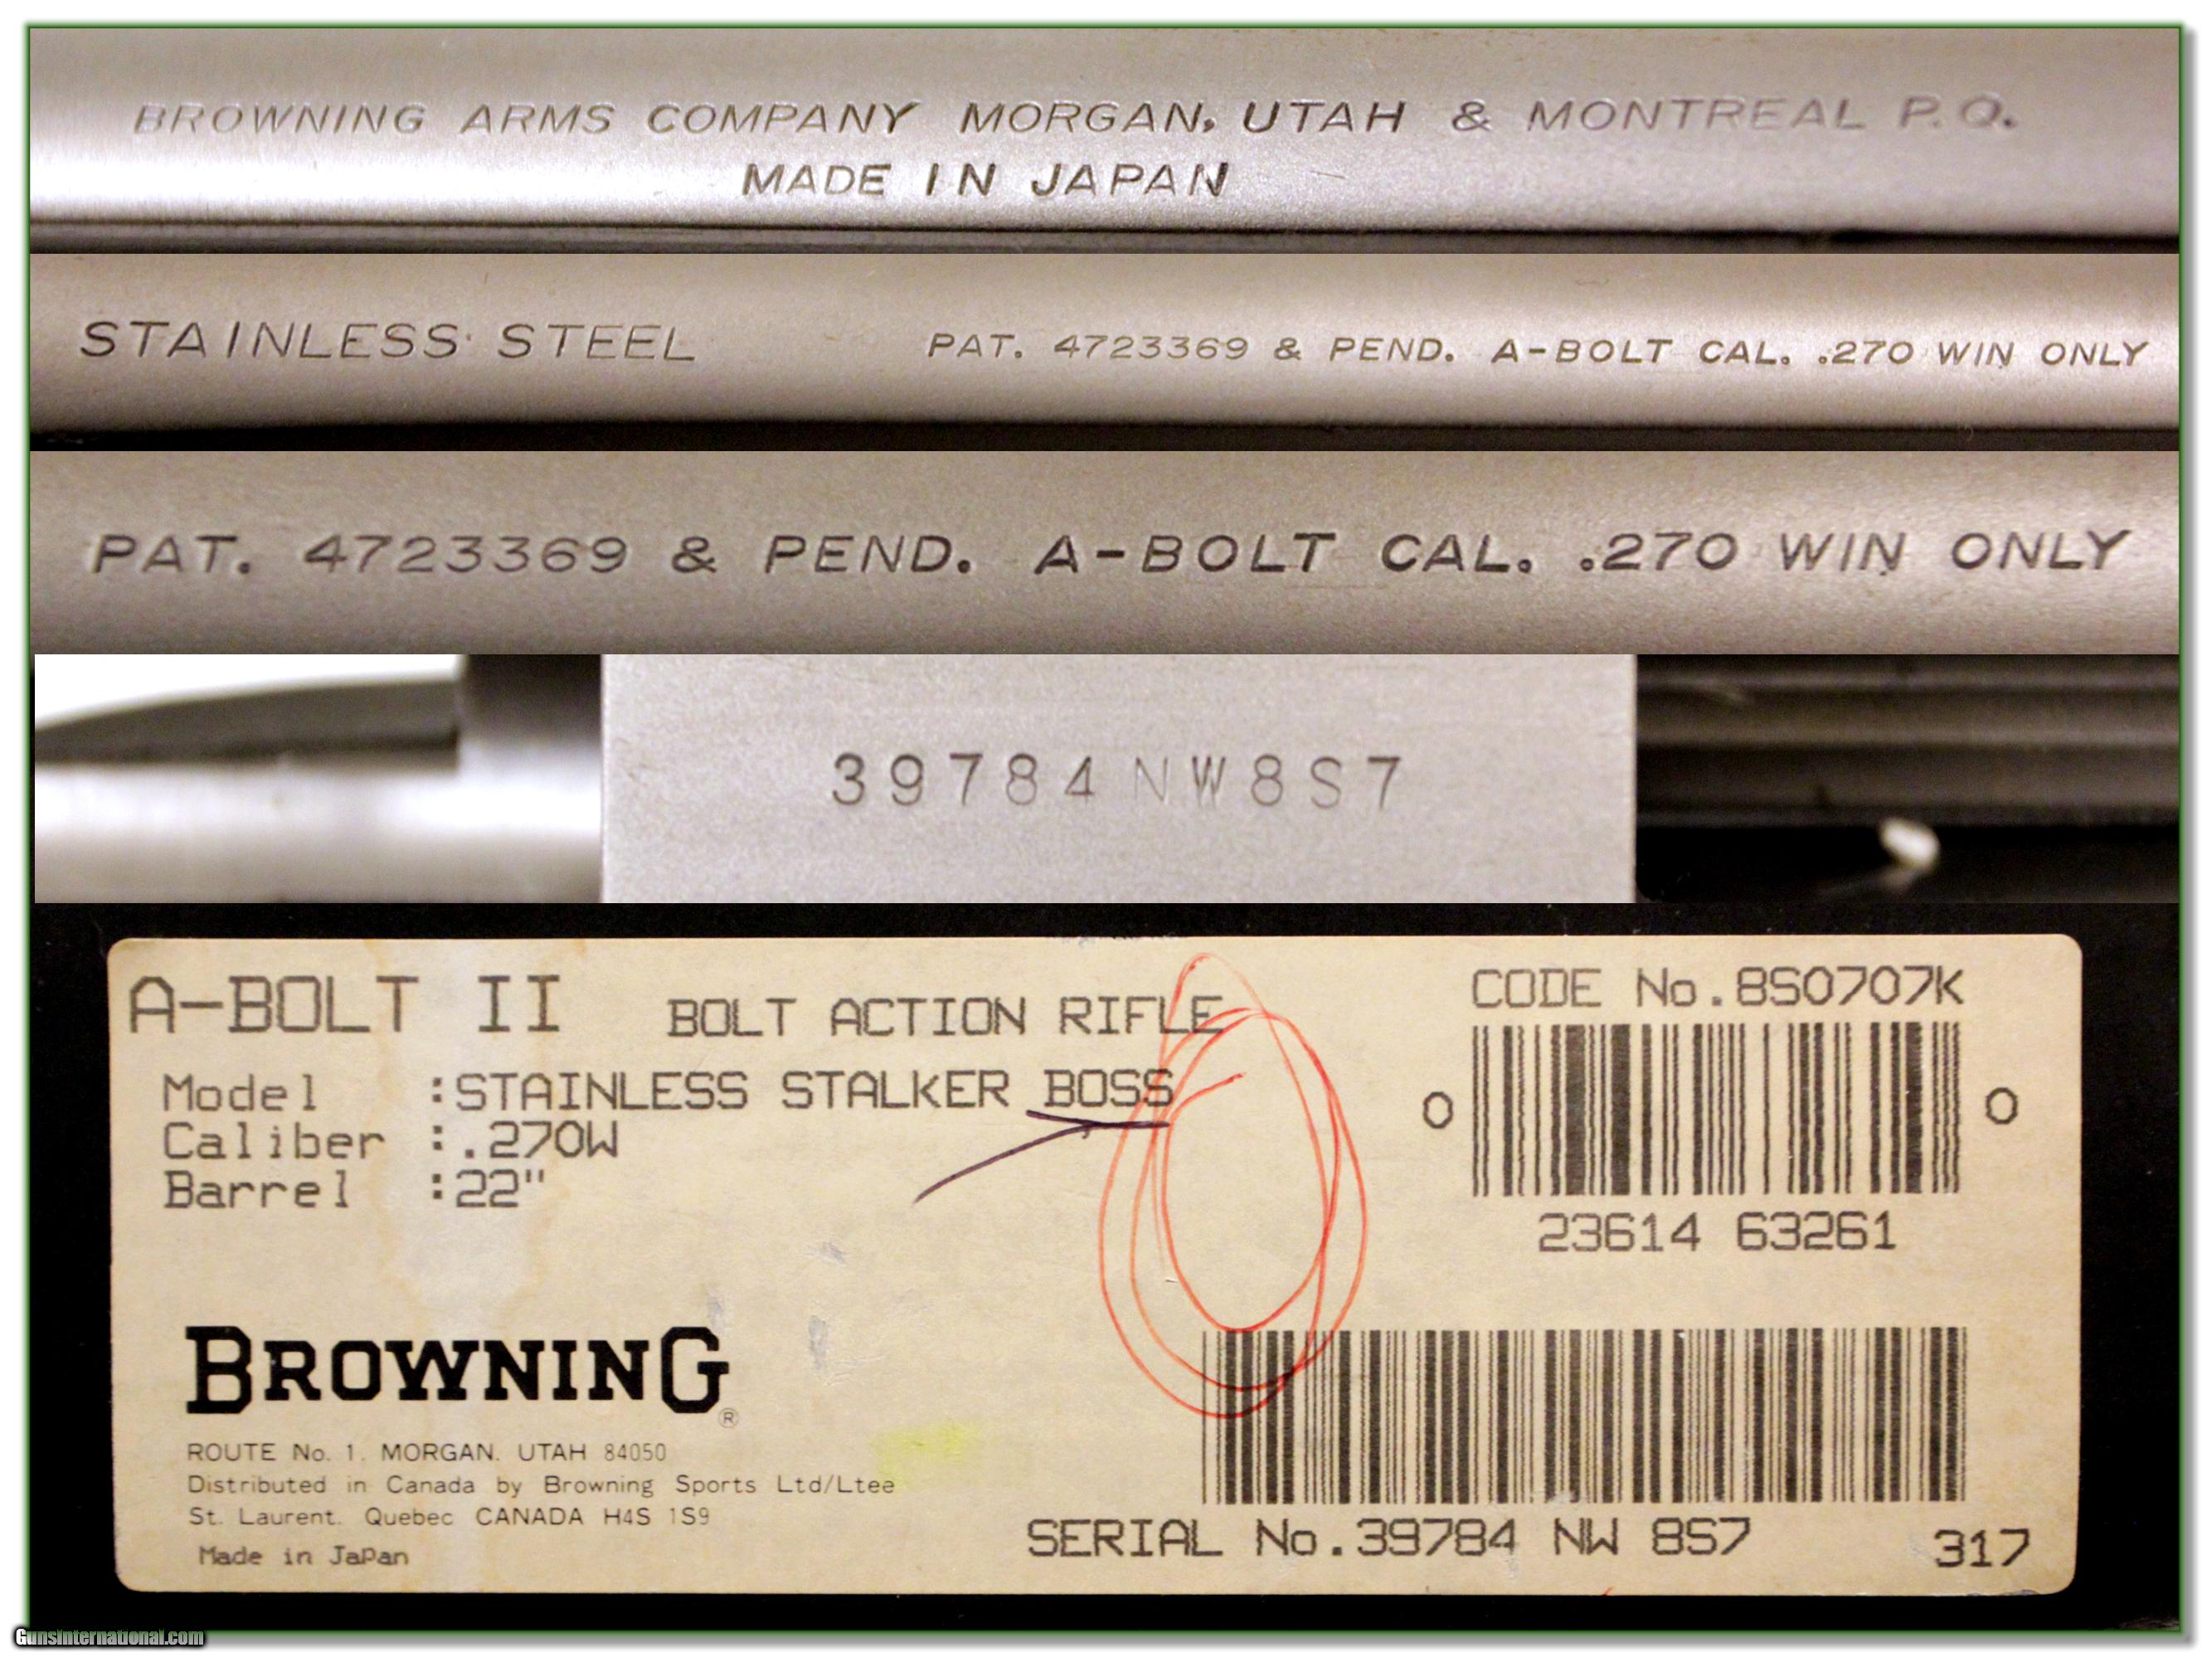 BROWNING ARMS COMPANY MORGAN, UTAH & MONTREAL P.Q.
MADE IN JAPAN
STAINLESS STEEL PAT. 4723369 & PEND. A-BOLT CAL. .270 WIN ONLY
PAT. 4723369 & PEND. A-BOLT CAL. .270 WIN ONLY
39784NW8S7
A-BOLT II BOLT ACTION RIFLE
CODE No.8S0707K
Model :STAINLESS STALKER BOSS
Caliber :.270W
Barrel :22"
0 0
23614 63261
BROWNING®
ROUTE No. 1. MORGAN. UTAH 84050
Distributed in Canada by Browning Sports Ltd/Ltee
St. Laurent. Quebec CANADA H4S 1S9
Made in Japan
SERIAL No.39784 NW 8S7 317
GunsInternational.com